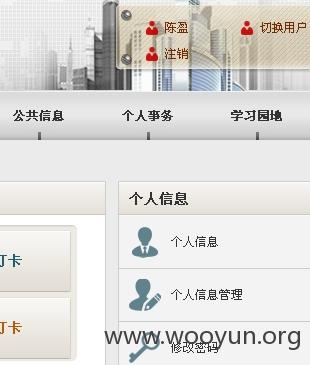 陈盈 切换用户
注销
公共信息 个人事务 学习园地
个人信息
打卡 个人信息
个人信息管理
打卡
www.wooyun.org
修改密码